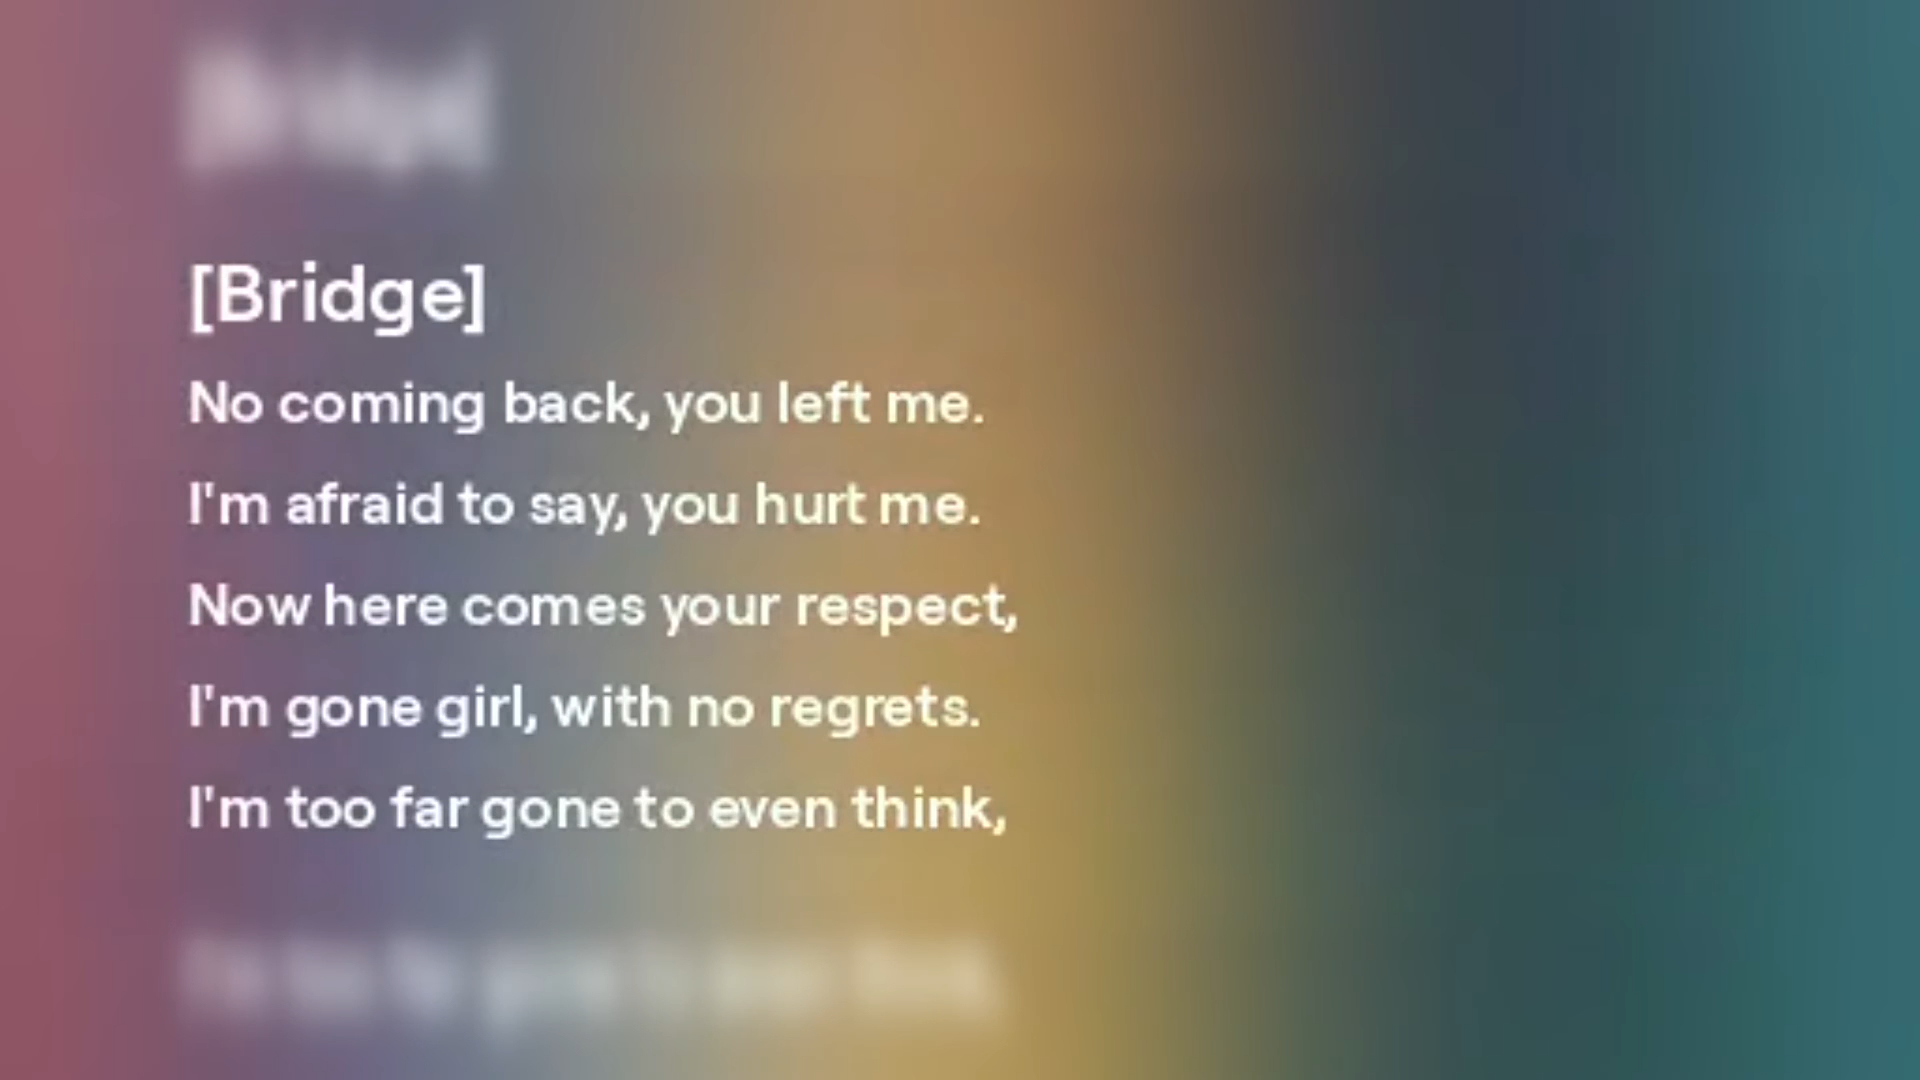 [Bridge]
No coming back, you left me.
I'm afraid to say, you hurt me.
Now here comes your respect,
I'm gone girl, with no regrets.
I'm too far gone to even think,